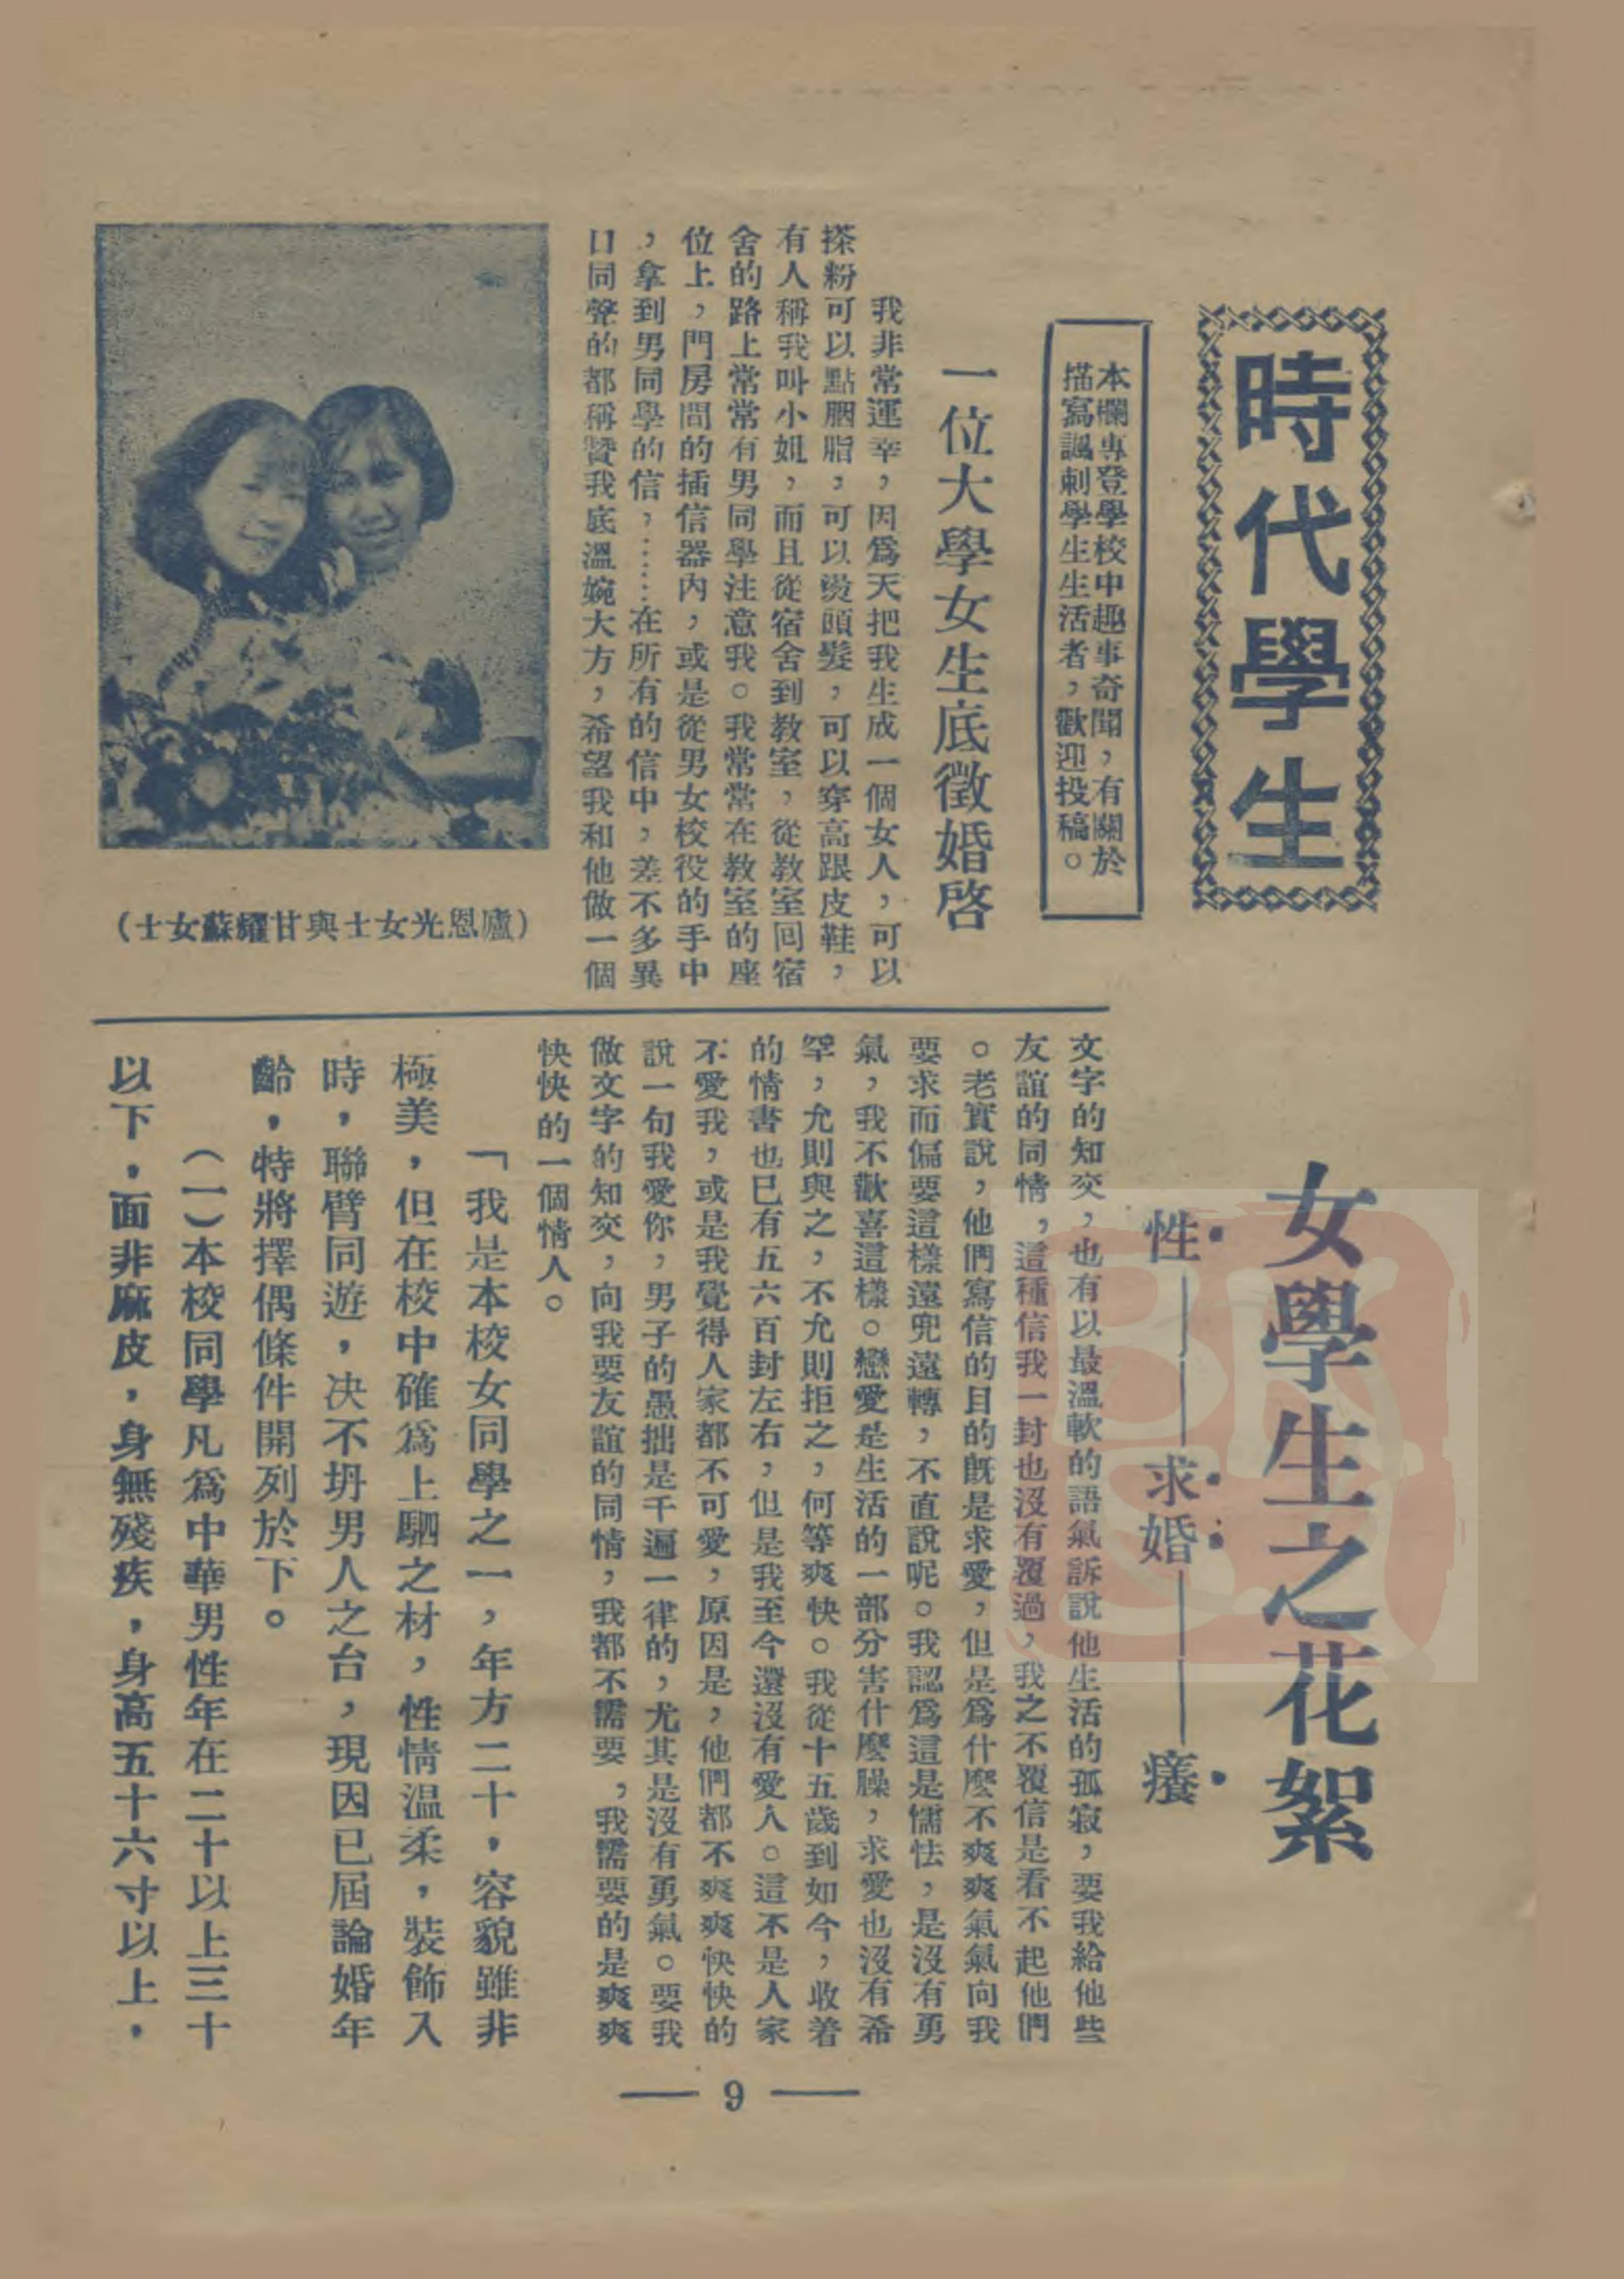 時代學生
本欄專登學校中趣事奇聞，有關於
描寫諷刺學生生活者，歡迎投稿。
女學生之花絮
性——求婚——癢
一位大學女生底徵婚啓
我非常運幸，因爲天把我生成一個女人，可以
搽粉可以點胭脂，可以燙頭髮，可以穿高跟皮鞋，
有人稱我叫小姐，而且從宿舍到教室，從教室回宿
舍的路上常常有男同學注意我。我常常在教室的座
位上，門房間的插信器內，或是從男女校役的手中
，拿到男同學的信，……在所有的信中，差不多異
口同聲的都稱贊我底溫婉大方，希望我和他做一個
（廬恩光女士與甘耀蘇女士）
文字的知交，也有以最溫軟的語氣訴說他生活的孤寂，要我給他些
友誼的同情，這種信我一封也沒有覆過，我之不覆信是看不起他們
。老實說，他們寫信的目的既是求愛，但是爲什麼不爽爽氣氣向我
要求而偏要這樣遠兜遠轉，不直說呢。我認爲這是懦怯，是沒有勇
氣，我不歡喜這樣。戀愛是生活的一部分害什麼臊，求愛也沒有希
罕，允則與之，不允則拒之，何等爽快。我從十五歲到如今，收着
的情書也已有五六百封左右，但是我至今還沒有愛人。這不是人家
不愛我，或是我覺得人家都不可愛，原因是，他們都不爽爽快快的
說一句我愛你，男子的愚拙是千遍一律的，尤其是沒有勇氣。要我
做文字的知交，向我要友誼的同情，我都不需要，我需要的是爽爽
快快的一個情人。
「我是本校女同學之一，年方二十，容貌雖非
極美，但在校中確爲上駟之材，性情温柔，裝飾入
時，聯臂同遊，決不坍男人之台，現因已屆論婚年
齡，特將擇偶條件開列於下。
（一）本校同學凡爲中華男性年在二十以上三十
以下，面非麻皮，身無殘疾，身高五十六寸以上，
— 9 —
BK
S